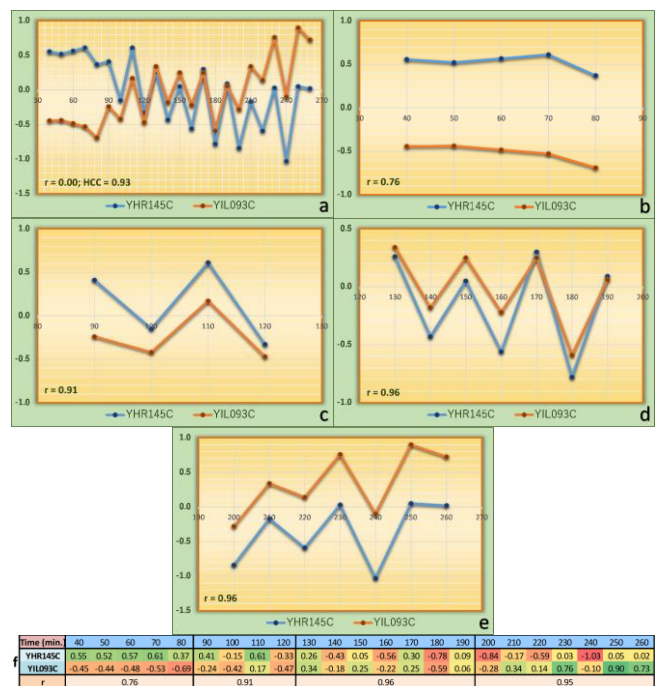 1.0
0.5
0.0
-0.5
-1.0
-1.5
30 60 90 120 150 180 210 240 270
r = 0.00; HCC = 0.93
YHR145C YIL093C
a
1.0
0.5
0.0
-0.5
-1.0
30 40 50 60 70 80 90
r = 0.76
YHR145C YIL093C
b
1.0
0.5
0.0
-0.5
-1.0
80 90 100 110 120 130
r = 0.91
YHR145C YIL093C
c
0.5
0.0
-0.5
-1.0
120 130 140 150 160 170 180 190 200
r = 0.96
YHR145C YIL093C
d
1.0
0.5
0.0
-0.5
-1.0
-1.5
190 200 210 220 230 240 250 260 270
r = 0.96
YHR145C YIL093C
e
f
Time (min. 40 50 60 70 80 90 100 110 120 130 140 150 160 170 180 190 200 210 220 230 240 250 260
YHR145C 0.55 0.52 0.57 0.61 0.37 0.41 -0.15 0.61 -0.33 0.26 -0.43 0.05 -0.56 0.30 -0.78 0.09 -0.84 -0.17 -0.59 0.03 -1.03 0.05 0.02
YIL093C -0.45 -0.44 -0.48 -0.53 -0.69 -0.24 -0.42 0.17 -0.47 0.34 -0.18 0.25 -0.22 0.25 -0.59 0.06 -0.28 0.34 0.14 0.76 -0.10 0.90 0.73
r 0.76 0.91 0.96 0.95